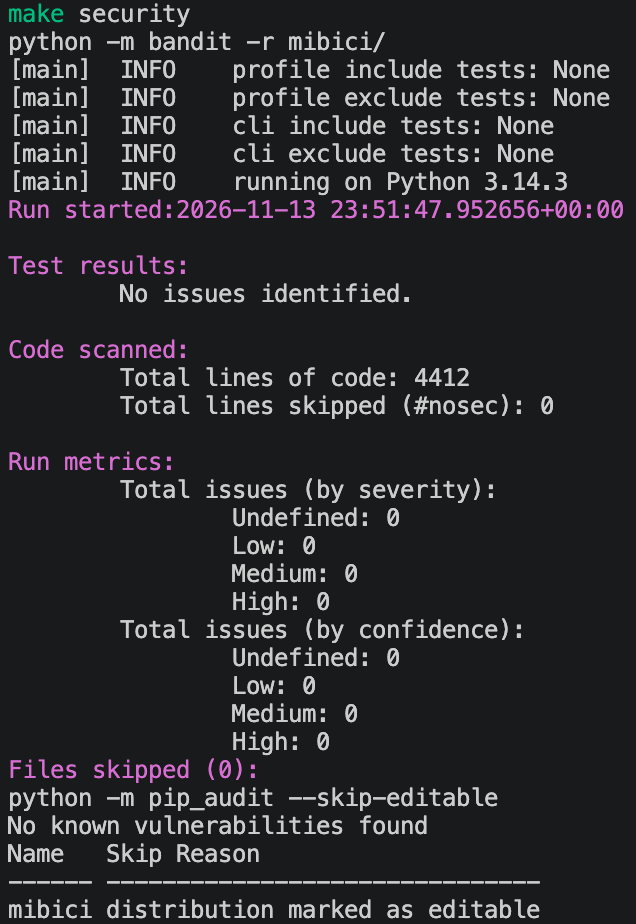 make security
python -m bandit -r mibici/
[main]  INFO    profile include tests: None
[main]  INFO    profile exclude tests: None
[main]  INFO    cli include tests: None
[main]  INFO    cli exclude tests: None
[main]  INFO    running on Python 3.14.3
Run started:2026-11-13 23:51:47.952656+00:00

Test results:
        No issues identified.

Code scanned:
        Total lines of code: 4412
        Total lines skipped (#nosec): 0

Run metrics:
        Total issues (by severity):
                Undefined: 0
                Low: 0
                Medium: 0
                High: 0
        Total issues (by confidence):
                Undefined: 0
                Low: 0
                Medium: 0
                High: 0
Files skipped (0):
python -m pip_audit --skip-editable
No known vulnerabilities found
Name   Skip Reason
------ -------------------------------
mibici distribution marked as editable